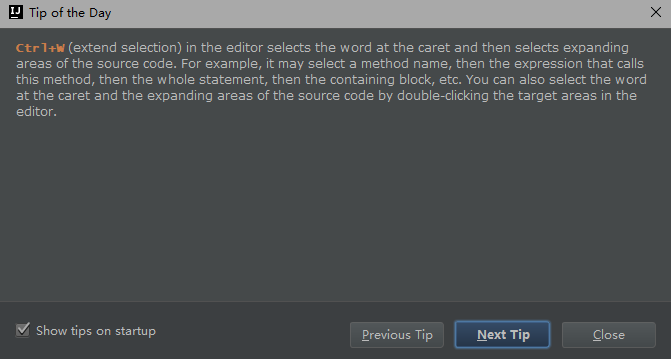 IJ Tip of the Day
Ctrl+W (extend selection) in the editor selects the word at the caret and then selects expanding
areas of the source code. For example, it may select a method name, then the expression that calls
this method, then the whole statement, then the containing block, etc. You can also select the word
at the caret and the expanding areas of the source code by double-clicking the target areas in the
editor.
Show tips on startup
Previous Tip
Next Tip
Close